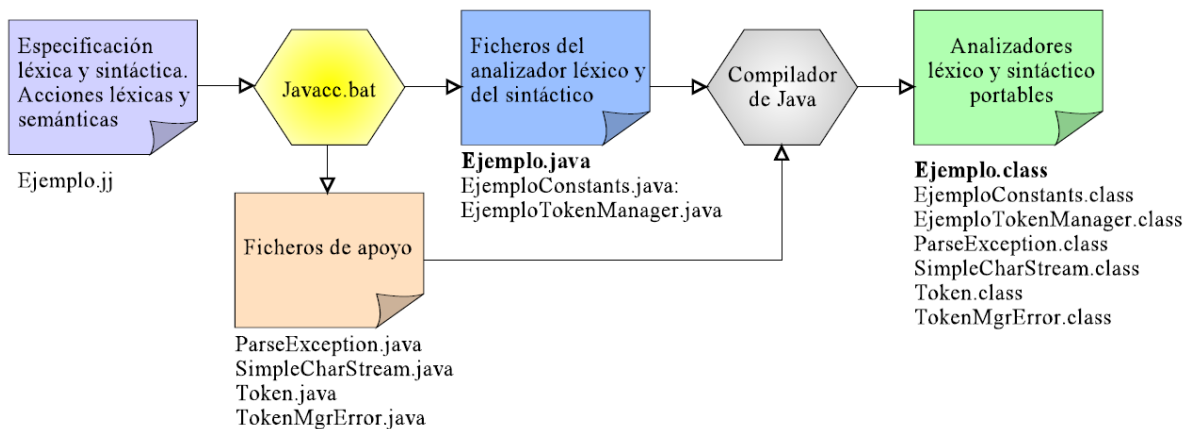 Especificación
léxica y sintáctica.
Acciones léxicas y
semánticas
Ejemplo.jj
Javacc.bat
Ficheros del
analizador léxico y
del sintáctico
Ejemplo.java
EjemploConstants.java:
EjemploTokenManager.java
Compilador
de Java
Analizadores
léxico y sintáctico
portables
Ejemplo.class
EjemploConstants.class
EjemploTokenManager.class
ParseException.class
SimpleCharStream.class
Token.class
TokenMgrError.class
Ficheros de apoyo
ParseException.java
SimpleCharStream.java
Token.java
TokenMgrError.java